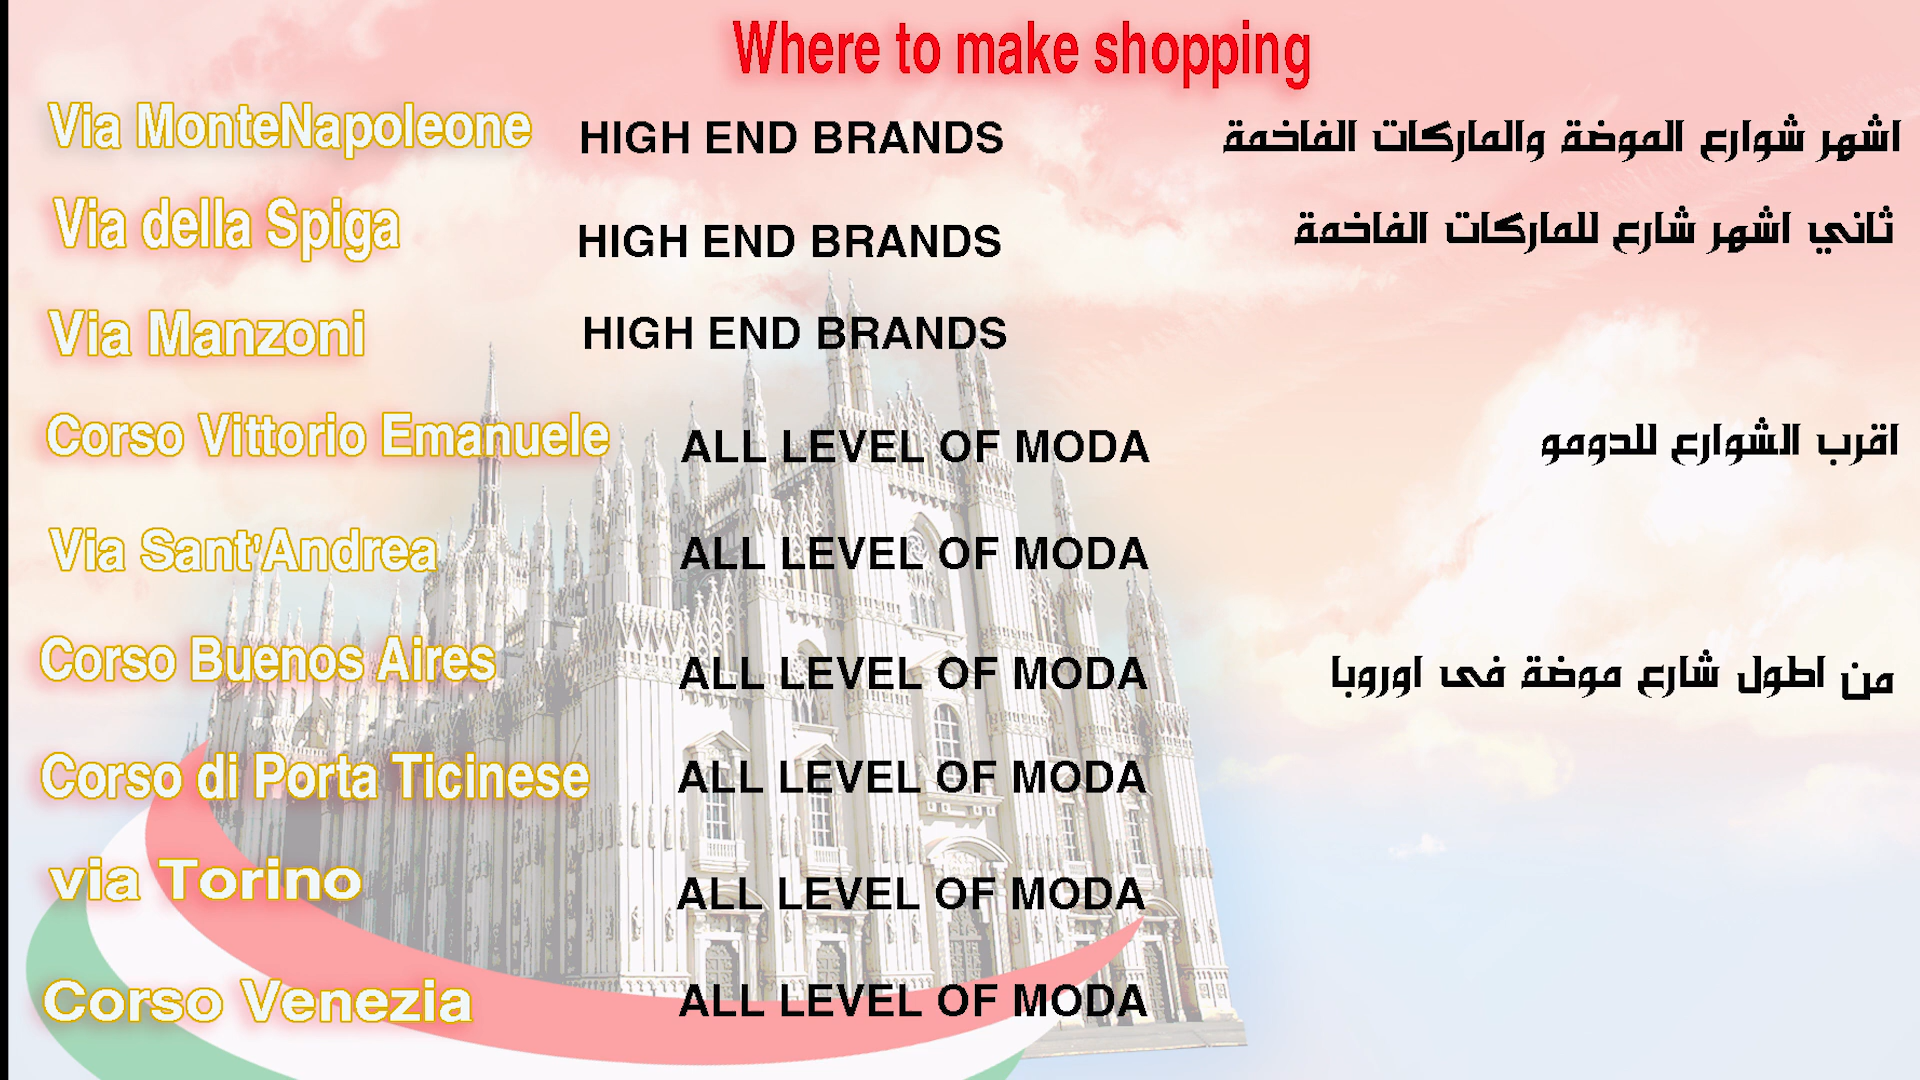 Where to make shopping
Via MonteNapoleone HIGH END BRANDS اشهر شوارع الموضة والماركات الفاخمة
Via della Spiga HIGH END BRANDS ثاني اشهر شارع للماركات الفاخمة
Via Manzoni HIGH END BRANDS
Corso Vittorio Emanuele ALL LEVEL OF MODA اقرب الشوارع للدومو
Via Sant'Andrea ALL LEVEL OF MODA
Corso Buenos Aires ALL LEVEL OF MODA من اطول شارع موضة فى اوروبا
Corso di Porta Ticinese ALL LEVEL OF MODA
via Torino ALL LEVEL OF MODA
Corso Venezia ALL LEVEL OF MODA